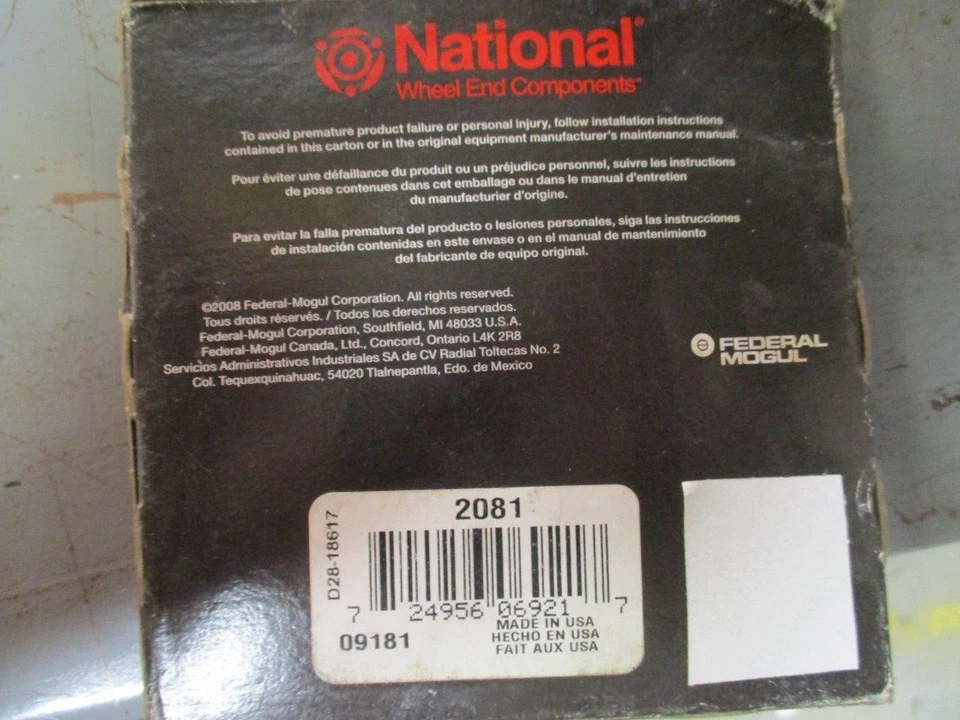 National®
Wheel End Components™
To avoid premature product failure or personal injury, follow installation instructions
contained in this carton or in the original equipment manufacturer's maintenance manual.
Pour éviter une défaillance du produit ou un préjudice personnel, suivre les instructions
de pose contenues dans cet emballage ou dans le manuel d'entretien
du manufacturier d'origine.
Para evitar la falla prematura del producto o lesiones personales, siga las instrucciones
de instalación contenidas en este envase o en el manual de mantenimiento
del fabricante de equipo original.
©2008 Federal-Mogul Corporation. All rights reserved.
Tous droits réservés. / Todos los derechos reservados.
Federal-Mogul Corporation, Southfield, MI 48033 U.S.A.
Federal-Mogul Canada, Ltd., Concord, Ontario L4K 2R8
Servicios Administrativos Industriales SA de CV Radial Toltecas No. 2
Col. Tequexquinahuac, 54020 Tlalnepantla, Edo. de Mexico
FEDERAL
MOGUL
2081
D28-18617
7 24956 06921 7
09181
MADE IN USA
HECHO EN USA
FAIT AUX USA